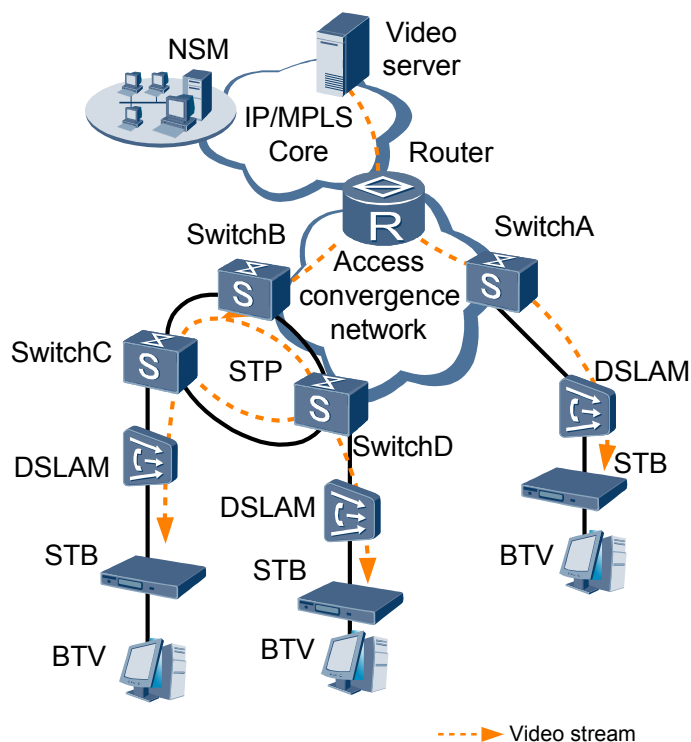 Video
server
NSM
IP/MPLS
Core
Router
R
SwitchA
S
SwitchB
S
Access
convergence
network
SwitchC
S
STP
S
SwitchD
DSLAM
STB
BTV
DSLAM
STB
BTV
DSLAM
STB
BTV
Video stream